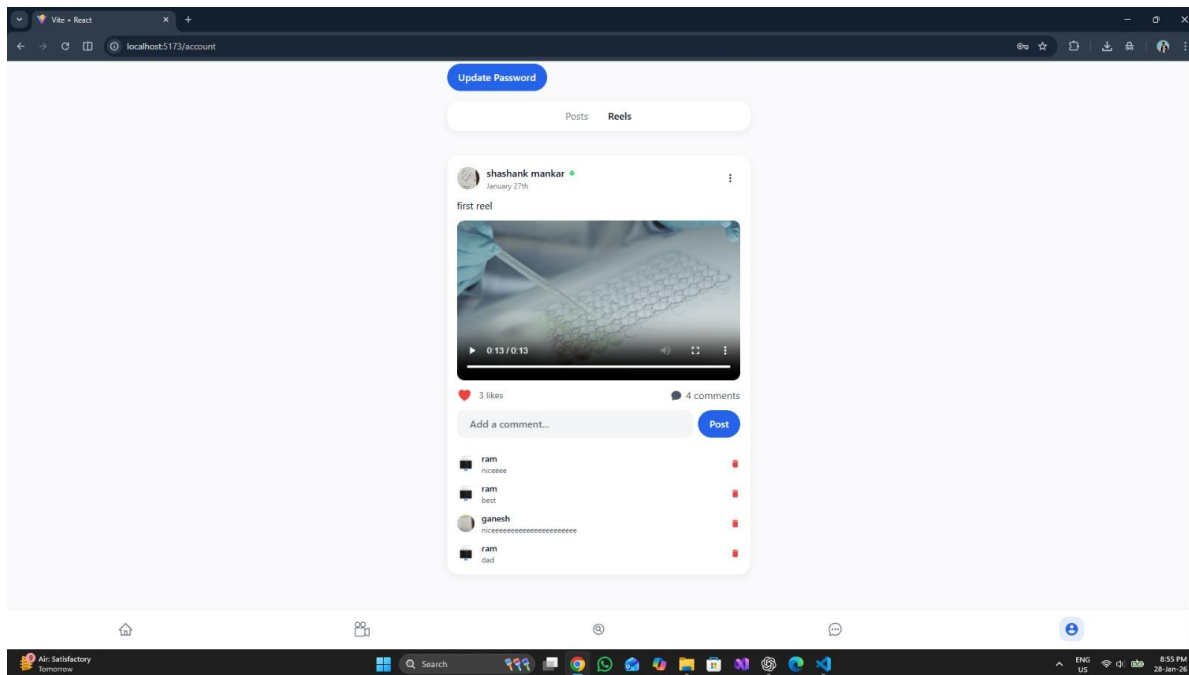 Vite + React
localhost:5173/account
Update Password
Posts Reels
shashank mankar
January 27th
first reel
0:13 / 0:13
3 likes 4 comments
Add a comment... Post
ram
niceeee
ram
best
ganesh
niceeeeeeeeeeeeeeeeeeeeee
ram
dad
9
Air: Satisfactory
Tomorrow
Search
ENG
US
8:55 PM
28-Jan-26